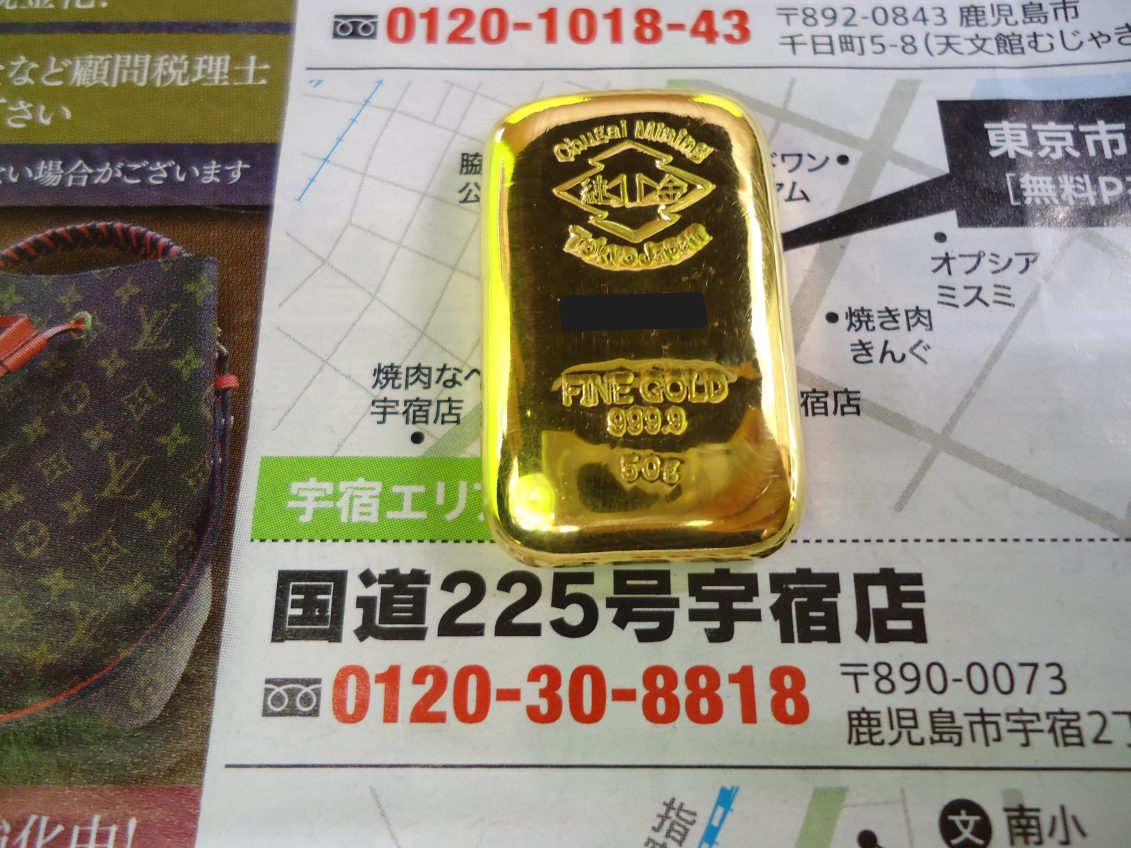 0120-1018-43
〒892-0843 鹿児島市
千日町5-8(天文館むじゃき
など顧問税理士
さい
い場合がございます
東京市
[無料P
Chugai Mining
Tokyo Japan
FINE GOLD
999.9
50g
オプシア
ミスミ
焼き肉
きんぐ
焼肉なべ
宇宿店
宿店
宇宿エリ
国道225号宇宿店
0120-30-8818
〒890-0073
鹿児島市宇宿2丁
化中!
文 南小